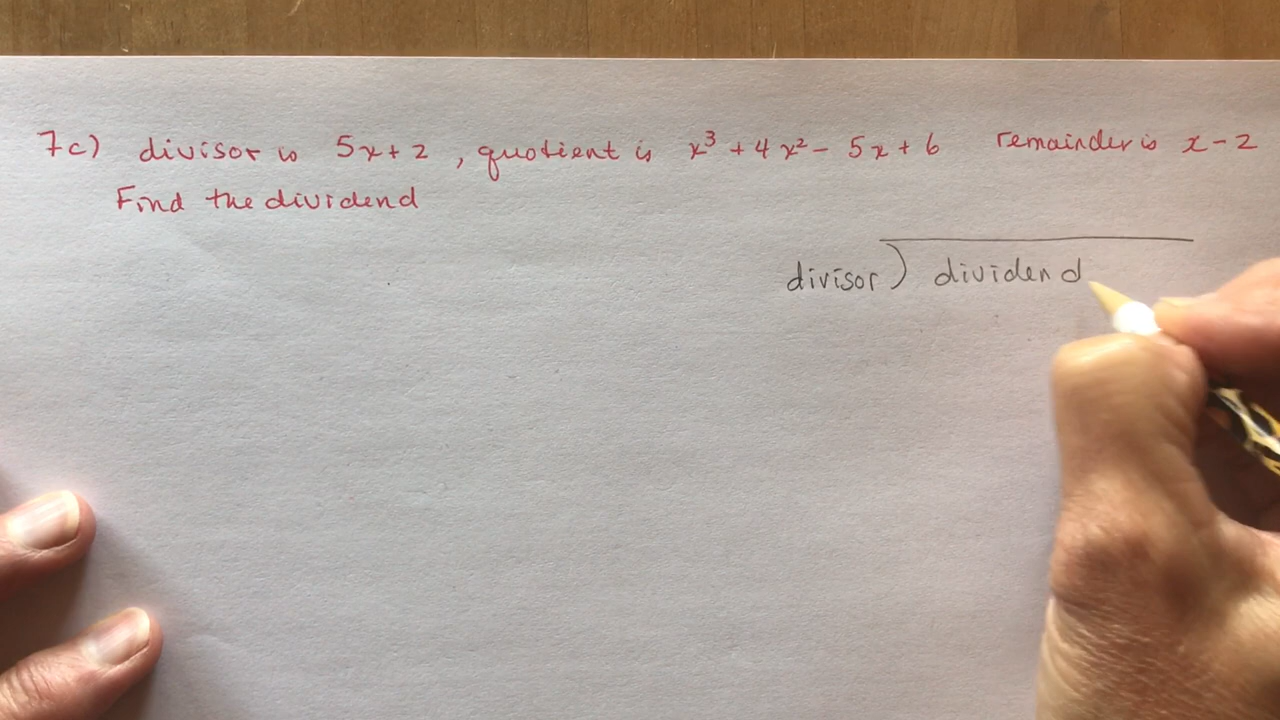 7c) divisor is 5x+2, quotient is x³+4x²-5x+6 remainder is x-2
Find the dividend
divisor) dividend